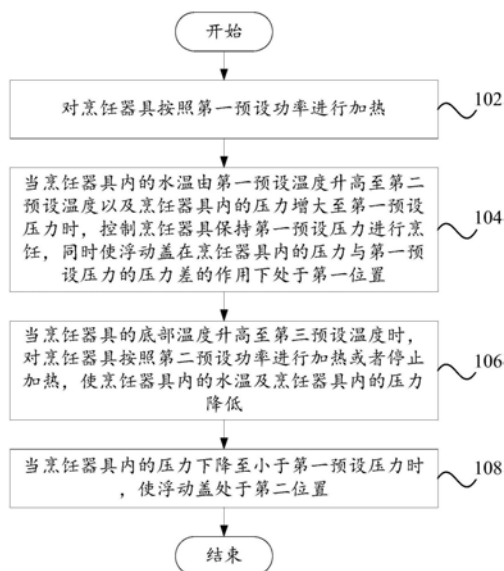 开始
对烹饪器具按照第一预设功率进行加热
102
当烹饪器具内的水温由第一预设温度升高至第二
预设温度以及烹饪器具内的压力增大至第一预设
压力时，控制烹饪器具保持第一预设压力进行烹
饪，同时使浮动盖在烹饪器具内的压力与第一预
设压力的压力差的作用下处于第一位置
104
当烹饪器具的底部温度升高至第三预设温度时，
对烹饪器具按照第二预设功率进行加热或者停止
加热，使烹饪器具内的水温及烹饪器具内的压力
降低
106
当烹饪器具内的压力下降至小于第一预设压力时
，使浮动盖处于第二位置
108
结束